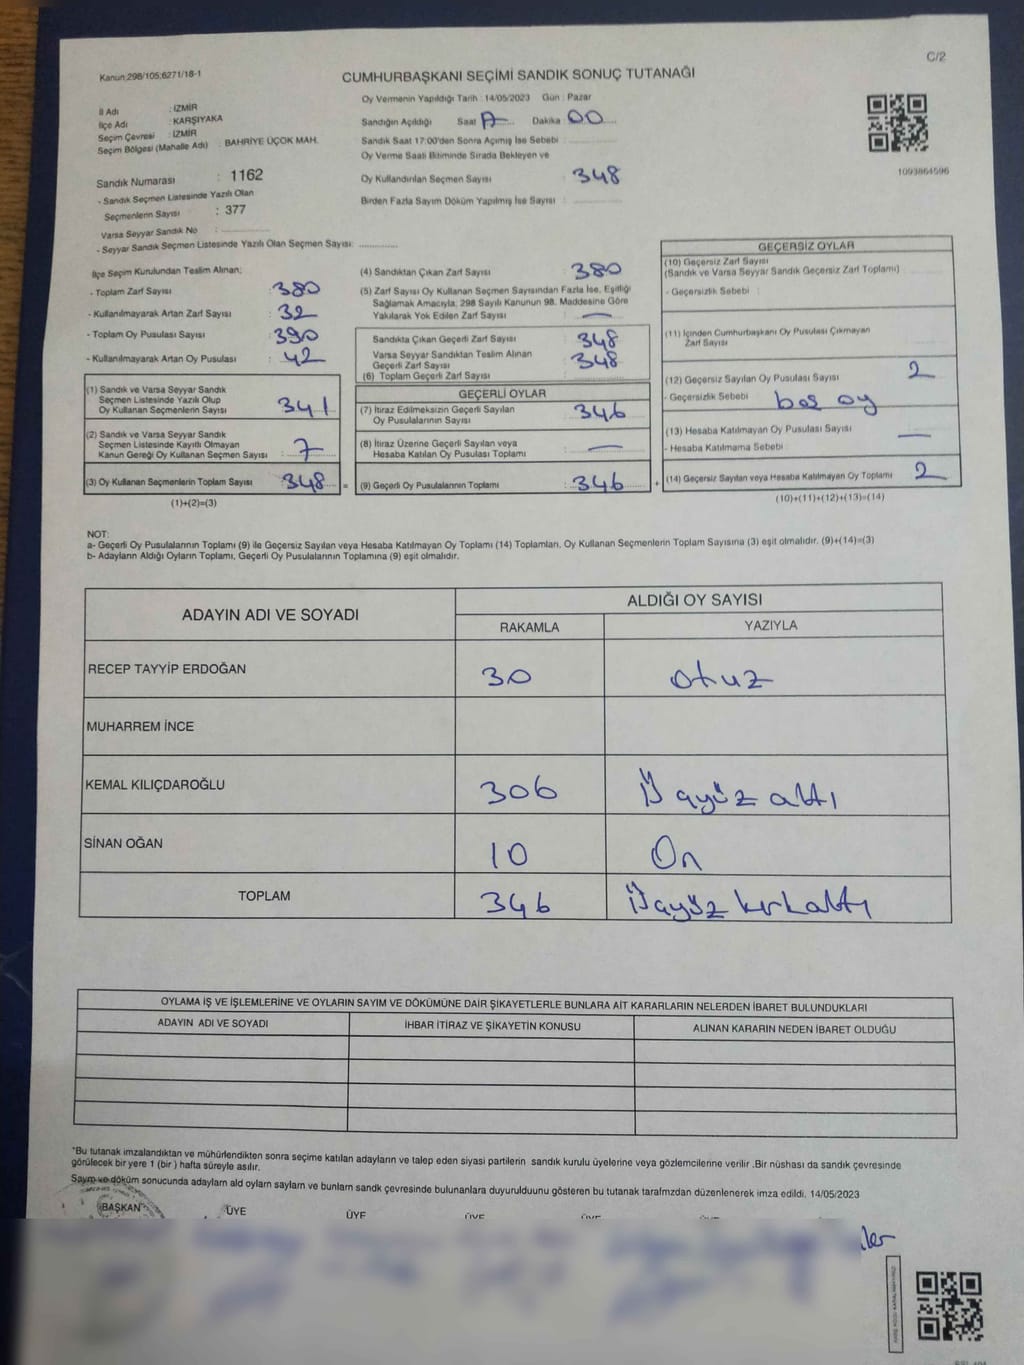 C/2
Kanun:298/105;6271/18-1
CUMHURBAŞKANI SEÇİMİ SANDIK SONUÇ TUTANAĞI
Oy Vermenin Yapıldığı Tarih : 14/05/2023 Gün : Pazar
İl Adı : İZMİR
İlçe Adı : KARŞIYAKA
Seçim Çevresi : İZMİR
Seçim Bölgesi (Mahalle Adı) : BAHRİYE ÜÇOK MAH.
Sandığın Açıldığı Saat Dakika 00
Sandık Saat 17:00'den Sonra Açımış İse Sebebi :
Oy Verme Saati Bitiminde Sırada Bekleyen ve
Oy Kullandırılan Seçmen Sayısı : 348
Birden Fazla Sayım Döküm Yapılmış İse Sayısı :
1093864596
Sandık Numarası : 1162
- Sandık Seçmen Listesinde Yazılı Olan
Seçmenlerin Sayısı : 377
Varsa Seyyar Sandık No :
- Seyyar Sandık Seçmen Listesinde Yazılı Olan Seçmen Sayısı:
İlçe Seçim Kurulundan Teslim Alınan;
- Toplam Zarf Sayısı : 380
- Kullanılmayarak Artan Zarf Sayısı : 32
- Toplam Oy Pusulası Sayısı : 390
- Kullanılmayarak Artan Oy Pusulası : 42
(1) Sandık ve Varsa Seyyar Sandık
Seçmen Listesinde Yazılı Olup
Oy Kullanan Seçmenlerin Sayısı : 341
(2) Sandık ve Varsa Seyyar Sandık
Seçmen Listesinde Kayıtlı Olmayan
Kanun Gereği Oy Kullanan Seçmen Sayısı : 7
(3) Oy Kullanan Seçmenlerin Toplam Sayısı : 348 =
(1)+(2)=(3)
(4) Sandıktan Çıkan Zarf Sayısı : 380
(5) Zarf Sayısı Oy Kullanan Seçmen Sayısından Fazla İse, Eşitliği
Sağlamak Amacıyla; 298 Sayılı Kanunun 98. Maddesine Göre
Yakılarak Yok Edilen Zarf Sayısı : —
Sandıkta Çıkan Geçerli Zarf Sayısı : 348
Varsa Seyyar Sandıktan Teslim Alınan
Geçerli Zarf Sayısı : 348
(6) Toplam Geçerli Zarf Sayısı :
GEÇERLİ OYLAR
(7) İtiraz Edilmeksizin Geçerli Sayılan
Oy Pusulalarının Sayısı : 346
(8) İtiraz Üzerine Geçerli Sayılan veya
Hesaba Katılan Oy Pusulası Toplamı : —
(9) Geçerli Oy Pusulalarının Toplamı : 346 +
GEÇERSİZ OYLAR
(10) Geçersiz Zarf Sayısı
(Sandık ve Varsa Seyyar Sandık Geçersiz Zarf Toplamı)
- Geçersizlik Sebebi :
(11) İçinden Cumhurbaşkanı Oy Pusulası Çıkmayan
Zarf Sayısı
(12) Geçersiz Sayılan Oy Pusulası Sayısı 2
- Geçersizlik Sebebi : boş oy
(13) Hesaba Katılmayan Oy Pusulası Sayısı —
- Hesaba Katılmama Sebebi :
(14) Geçersiz Sayılan veya Hesaba Katılmayan Oy Toplamı 2
(10)+(11)+(12)+(13)=(14)
NOT:
a- Geçerli Oy Pusulalarının Toplamı (9) ile Geçersiz Sayılan veya Hesaba Katılmayan Oy Toplamı (14) Toplamları, Oy Kullanan Seçmenlerin Toplam Sayısına (3) eşit olmalıdır. (9)+(14)=(3)
b- Adayların Aldığı Oyların Toplamı, Geçerli Oy Pusulalarının Toplamına (9) eşit olmalıdır.
ADAYIN ADI VE SOYADI ALDIĞI OY SAYISI
RAKAMLA YAZIYLA
RECEP TAYYİP ERDOĞAN 30 otuz
MUHARREM İNCE
KEMAL KILIÇDAROĞLU 306 Üçyüz altı
SİNAN OĞAN 10 On
TOPLAM 346 Üçyüz kırkaltı
OYLAMA İŞ VE İŞLEMLERİNE VE OYLARIN SAYIM VE DÖKÜMÜNE DAİR ŞİKAYETLERLE BUNLARA AİT KARARLARIN NELERDEN İBARET BULUNDUKLARI
ADAYIN ADI VE SOYADI İHBAR İTİRAZ VE ŞİKAYETİN KONUSU ALINAN KARARIN NEDEN İBARET OLDUĞU
*Bu tutanak imzalandıktan ve mühürlendikten sonra seçime katılan adayların ve talep eden siyasi partilerin sandık kurulu üyelerine veya gözlemcilerine verilir .Bir nüshası da sandık çevresinde
görülecek bir yere 1 (bir ) hafta süreyle asılır.
Sayım ve döküm sonucunda adayların ald oyların sayların ve bunların sandk çevresinde bulunanlara duyurulduunu gösteren bu tutanak tarafmzdan düzenlenerek imza edildi, 14/05/2023
BAŞKAN ÜYE ÜYE ÜYE